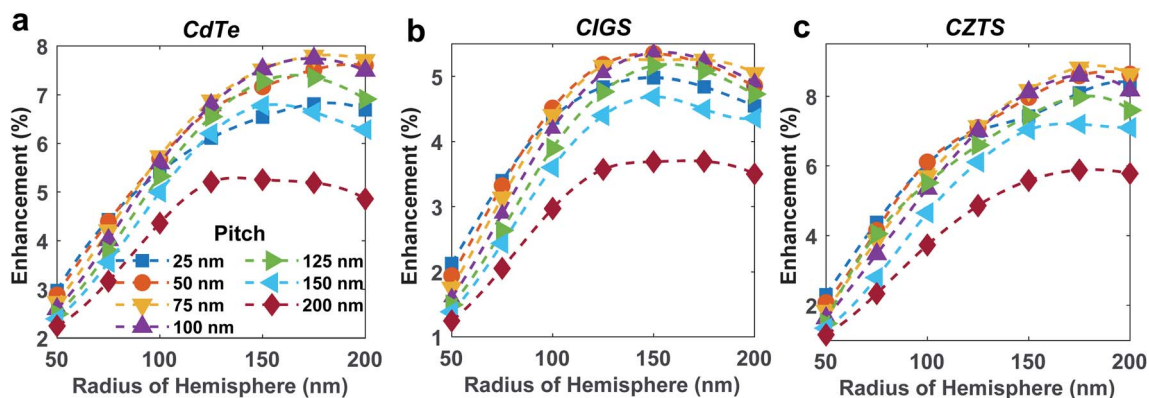 a
CdTe
Enhancement (%)
8
7
6
5
4
3
2
50
100
150
200
Radius of Hemisphere (nm)
Pitch
25 nm
50 nm
75 nm
100 nm
125 nm
150 nm
200 nm
b
CIGS
Enhancement (%)
5
4
3
2
1
50
100
150
200
Radius of Hemisphere (nm)
c
CZTS
Enhancement (%)
8
6
4
2
50
100
150
200
Radius of Hemisphere (nm)